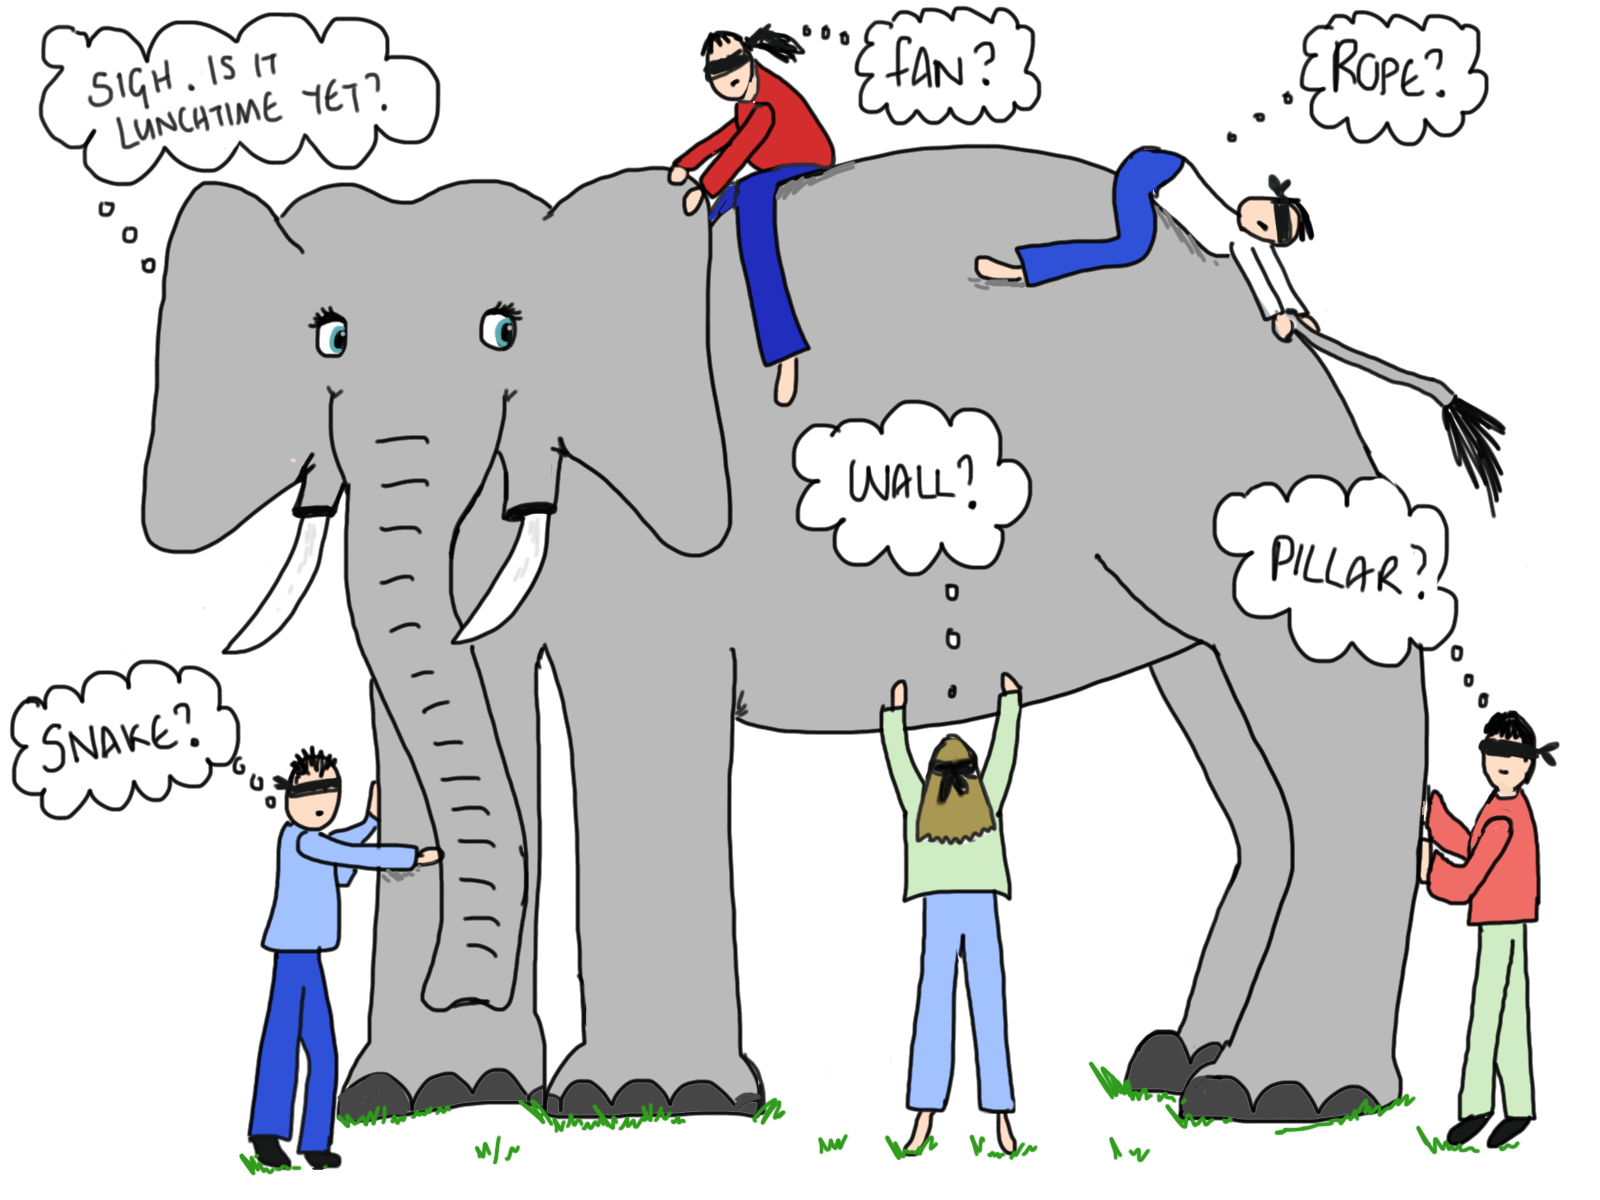 SIGH. IS IT
LUNCHTIME YET?
FAN?
ROPE?
WALL?
PILLAR?
SNAKE?